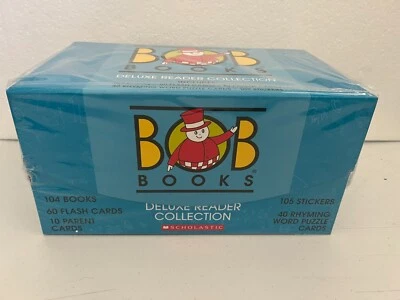 BOB
BOOKS
DELUXE READER COLLECTION
BOB
BOOKS®
104 BOOKS
60 FLASH CARDS
10 PARENT
CARDS
DELUXE READER
COLLECTION
SCHOLASTIC
105 STICKERS
40 RHYMING
WORD PUZZLE
CARDS